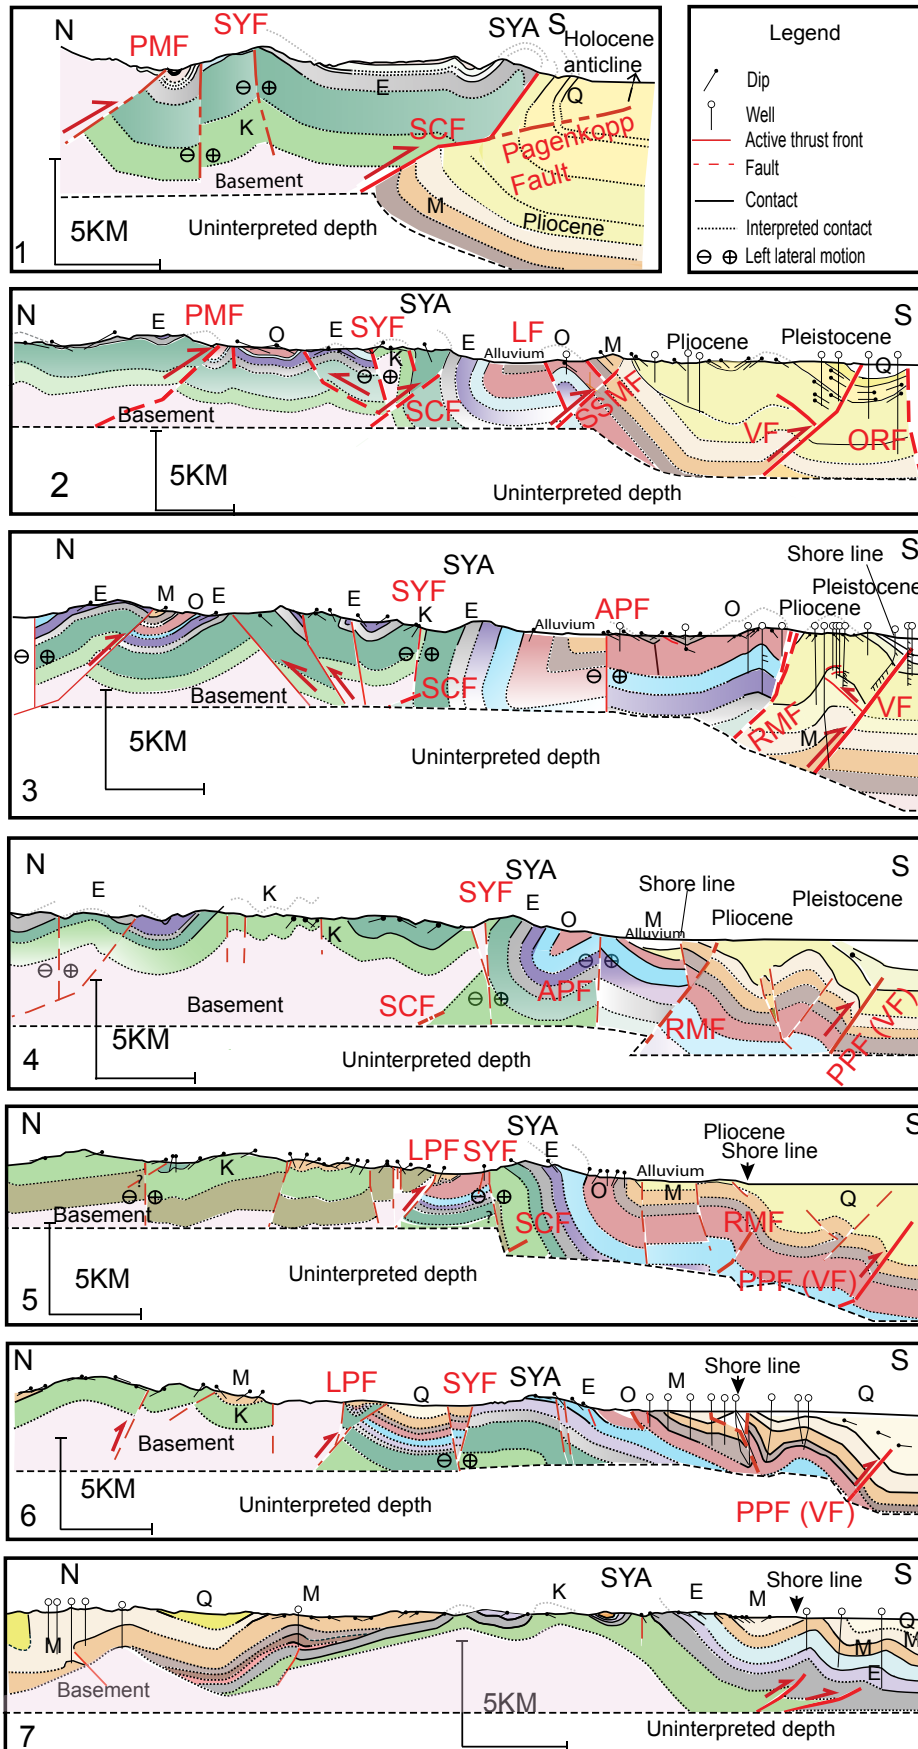 N
SYF
PMF
SYA
S
Holocene
anticline
E
Q
K
SCF
Pagenkopp
Fault
Basement
M
Uninterpreted depth
Pliocene
5KM
1
Legend
Dip
Well
Active thrust front
Fault
Contact
Interpreted contact
Left lateral motion
N
SYA
S
E
PMF
O
E
SYF
E
LF
O
M
Pliocene
Pleistocene
Alluvium
K
Q
SCF
SSMF
Basement
VF
ORF
5KM
Uninterpreted depth
2
N
SYA
S
Shore line
Pleistocene
E
M
O
E
E
SYF
K
E
APF
O
Pliocene
Alluvium
SCF
Basement
RMF
VF
M
5KM
Uninterpreted depth
3
N
SYA
S
E
K
SYF
E
O
M
Shore line
Pliocene
Pleistocene
Alluvium
K
APF
Basement
SCF
RMF
PPF (VF)
5KM
Uninterpreted depth
4
N
SYA
S
Pliocene
Shore line
LPF
SYF
E
Alluvium
K
O
M
Q
?
Basement
?
SCF
RMF
PPF (VF)
5KM
Uninterpreted depth
5
N
SYA
S
Shore line
M
LPF
Q
SYF
E
O
M
Q
K
Basement
5KM
Uninterpreted depth
PPF (VF)
6
N
SYA
S
Shore line
Q
M
K
E
M
Q
M
M
M
E
Basement
5KM
Uninterpreted depth
7